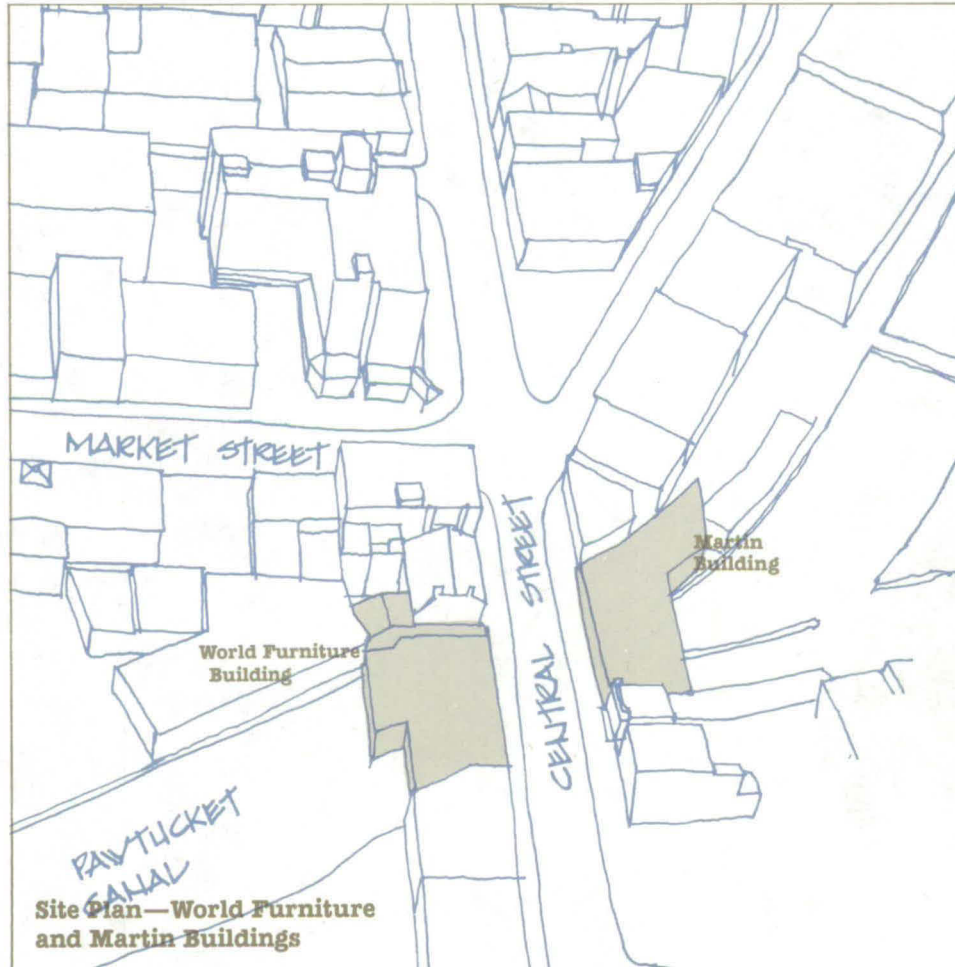 MARKET STREET
CENTRAL STREET
Martin
Building
World Furniture
Building
PAWTUCKET
CANAL
Site Plan—World Furniture
and Martin Buildings